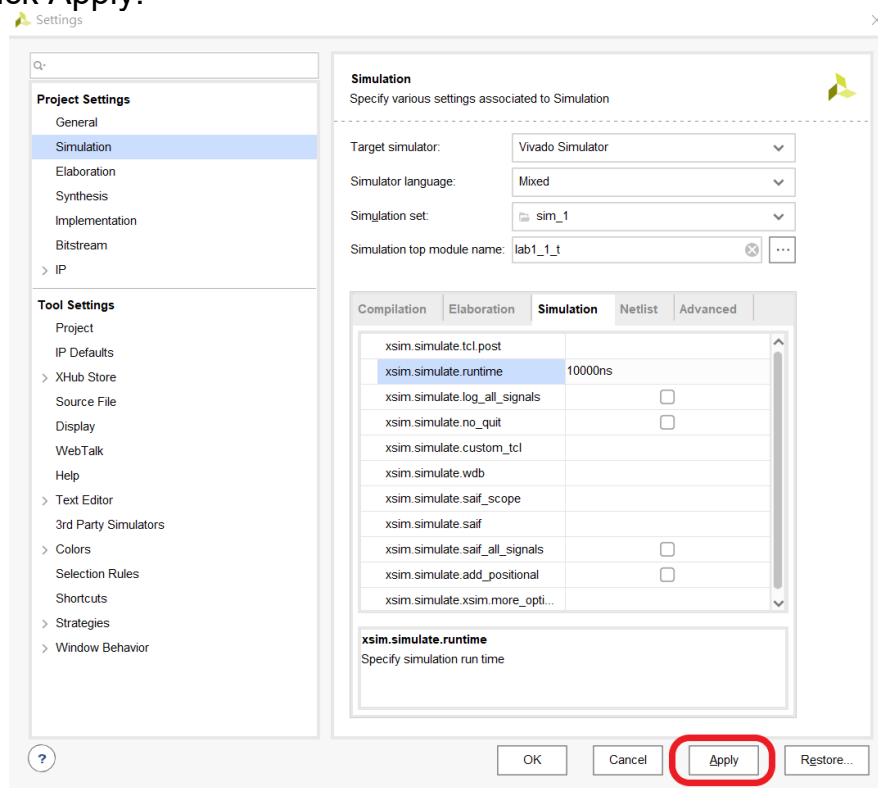 ick Apply.
Settings
Q-
Project Settings
General
Simulation
Elaboration
Synthesis
Implementation
Bitstream
> IP
Tool Settings
Project
IP Defaults
> XHub Store
Source File
Display
WebTalk
Help
> Text Editor
3rd Party Simulators
> Colors
Selection Rules
Shortcuts
> Strategies
> Window Behavior
Simulation
Specify various settings associated to Simulation
Target simulator: Vivado Simulator
Simulator language: Mixed
Simulation set: sim_1
Simulation top module name: lab1_1_t ...
Compilation Elaboration Simulation Netlist Advanced
xsim.simulate.tcl.post
xsim.simulate.runtime 10000ns
xsim.simulate.log_all_signals
xsim.simulate.no_quit
xsim.simulate.custom_tcl
xsim.simulate.wdb
xsim.simulate.saif_scope
xsim.simulate.saif
xsim.simulate.saif_all_signals
xsim.simulate.add_positional
xsim.simulate.xsim.more_opti...
xsim.simulate.runtime
Specify simulation run time
? OK Cancel Apply Restore...